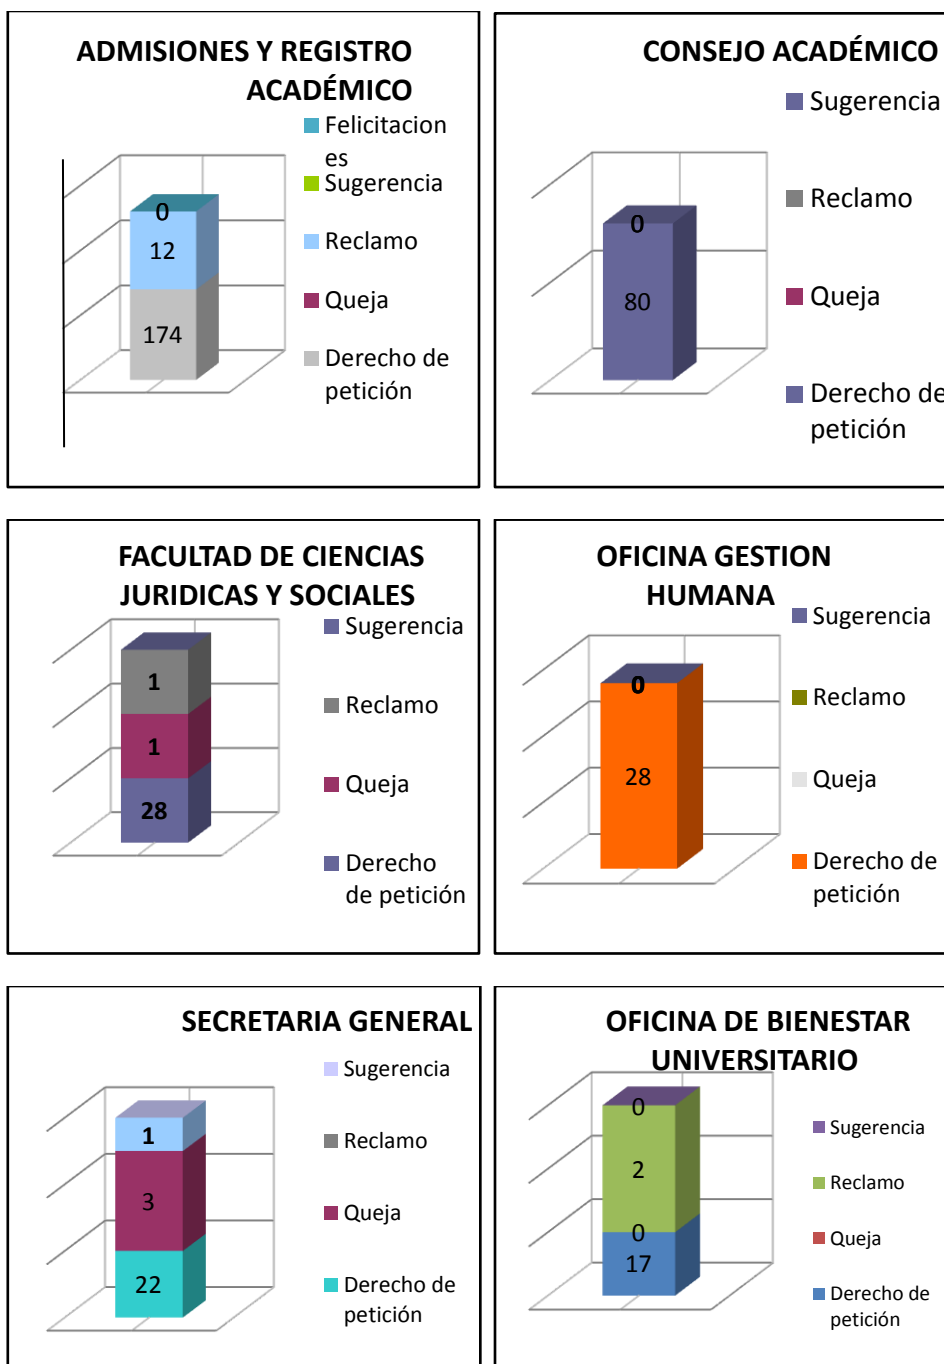 ADMISIONES Y REGISTRO
ACADÉMICO
Felicitacion
es
Sugerencia
Reclamo
Queja
Derecho de
petición
0
12
174
CONSEJO ACADÉMICO
Sugerencia
Reclamo
Queja
Derecho de
petición
0
80
FACULTAD DE CIENCIAS
JURIDICAS Y SOCIALES
Sugerencia
Reclamo
Queja
Derecho
de petición
1
1
28
OFICINA GESTION
HUMANA
Sugerencia
Reclamo
Queja
Derecho de
petición
0
28
SECRETARIA GENERAL
Sugerencia
Reclamo
Queja
Derecho de
petición
1
3
22
OFICINA DE BIENESTAR
UNIVERSITARIO
Sugerencia
Reclamo
Queja
Derecho de
petición
0
2
0
17